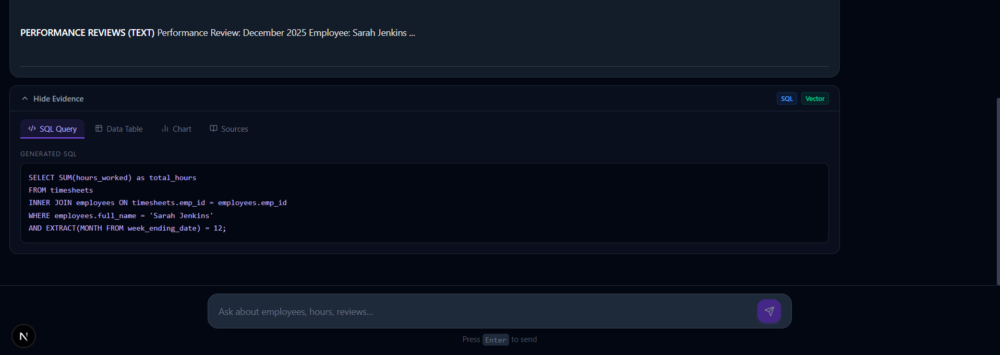 PERFORMANCE REVIEWS (TEXT) Performance Review: December 2025 Employee: Sarah Jenkins ...
Hide Evidence
SQL Vector
SQL Query Data Table Chart Sources
GENERATED SQL
SELECT SUM(hours_worked) as total_hours
FROM timesheets
INNER JOIN employees ON timesheets.emp_id = employees.emp_id
WHERE employees.full_name = 'Sarah Jenkins'
AND EXTRACT(MONTH FROM week_ending_date) = 12;
Ask about employees, hours, reviews...
Press Enter to send
N